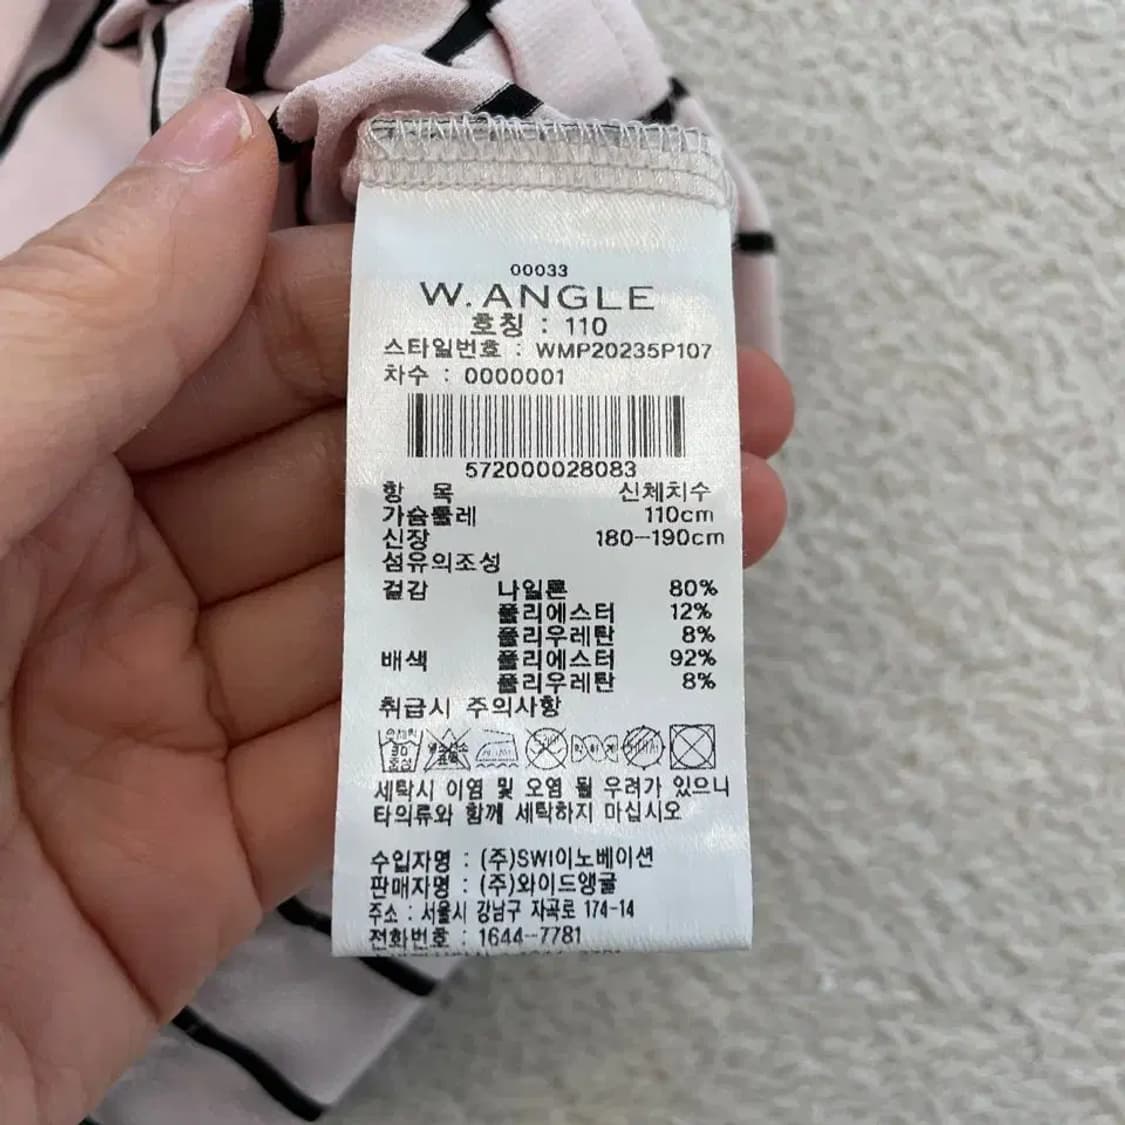 00033
W.ANGLE
호칭 : 110
스타일번호 : WMP20235P107
차수 : 0000001
572000028083
항 목 신체치수
가슴둘레 110cm
신장 180-190cm
섬유의조성
겉감 나일론 80%
폴리에스터 12%
폴리우레탄 8%
배색 폴리에스터 92%
폴리우레탄 8%
취급시 주의사항
세탁시 이염 및 오염 될 우려가 있으니
타의류와 함께 세탁하지 마십시오
수입자명 : (주)SWI이노베이션
판매자명 : (주)와이드앵글
주소 : 서울시 강남구 자곡로 174-14
전화번호 : 1644-7781